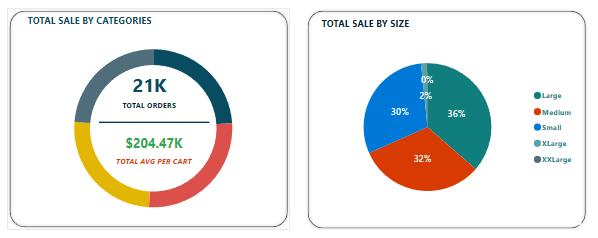 TOTAL SALE BY CATEGORIES
21K
TOTAL ORDERS
$204.47K
TOTAL AVG PER CART
TOTAL SALE BY SIZE
0%
2%
36%
30%
32%
Large
Medium
Small
XLarge
XXLarge